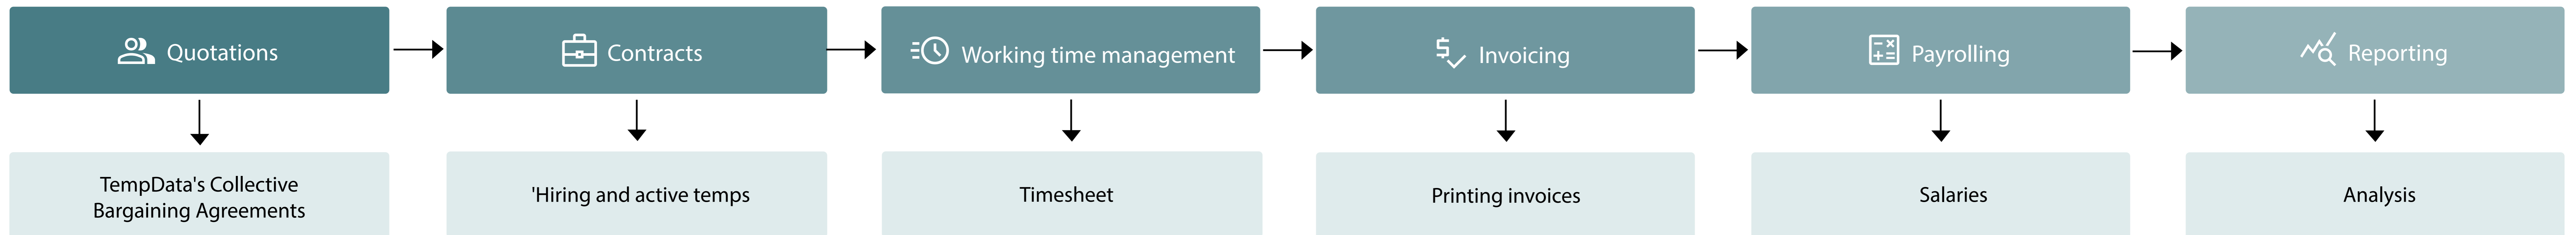 Quotations
Contracts
Working time management
Invoicing
Payrolling
Reporting
TempData's Collective
Bargaining Agreements
'Hiring and active temps
Timesheet
Printing invoices
Salaries
Analysis